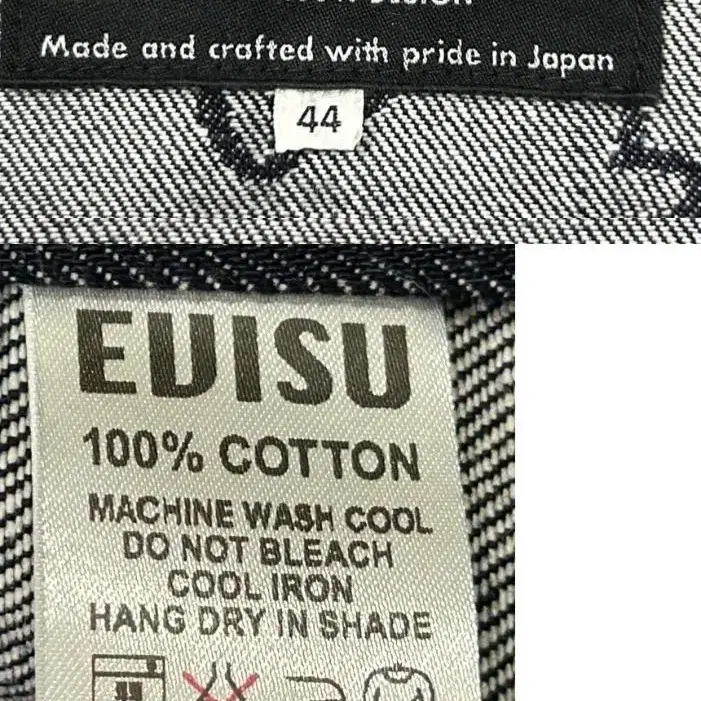 Made and crafted with pride in Japan
44
EUISU
100% COTTON
MACHINE WASH COOL
DO NOT BLEACH
COOL IRON
HANG DRY IN SHADE